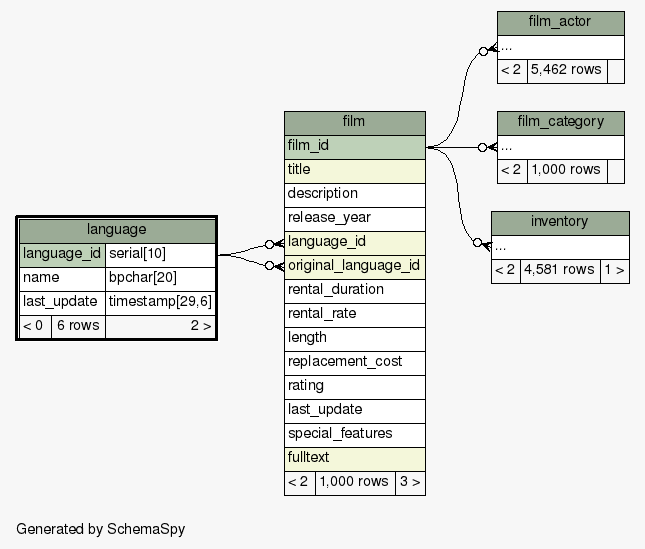 film_actor
...
< 2 5,462 rows
film_category
...
< 2 1,000 rows
inventory
...
< 2 4,581 rows 1 >
film
film_id
title
description
release_year
language_id
original_language_id
rental_duration
rental_rate
length
replacement_cost
rating
last_update
special_features
fulltext
< 2 1,000 rows 3 >
language
language_id serial[10]
name bpchar[20]
last_update timestamp[29,6]
< 0 6 rows 2 >
Generated by SchemaSpy